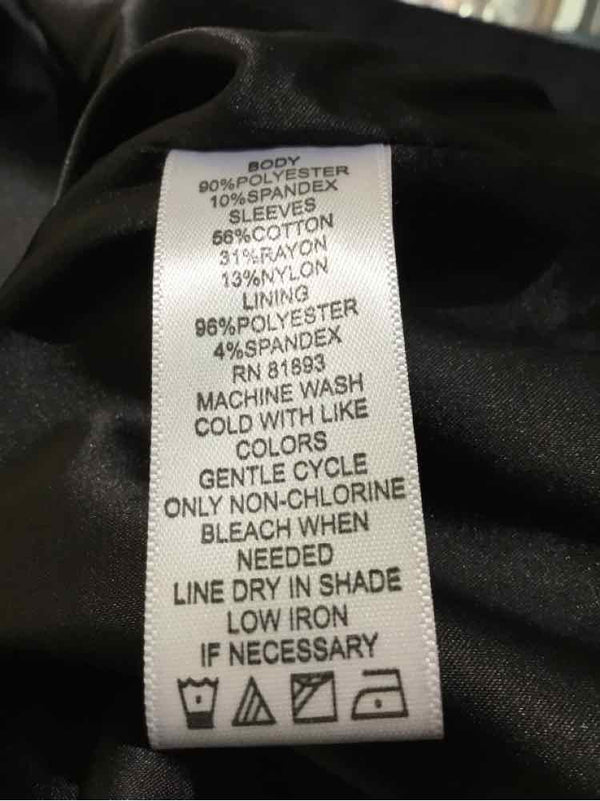 BODY
90%POLYESTER
10%SPANDEX
SLEEVES
56%COTTON
31%RAYON
13%NYLON
LINING
96%POLYESTER
4%SPANDEX
RN 81893
MACHINE WASH
COLD WITH LIKE
COLORS
GENTLE CYCLE
ONLY NON-CHLORINE
BLEACH WHEN
NEEDED
LINE DRY IN SHADE
LOW IRON
IF NECESSARY